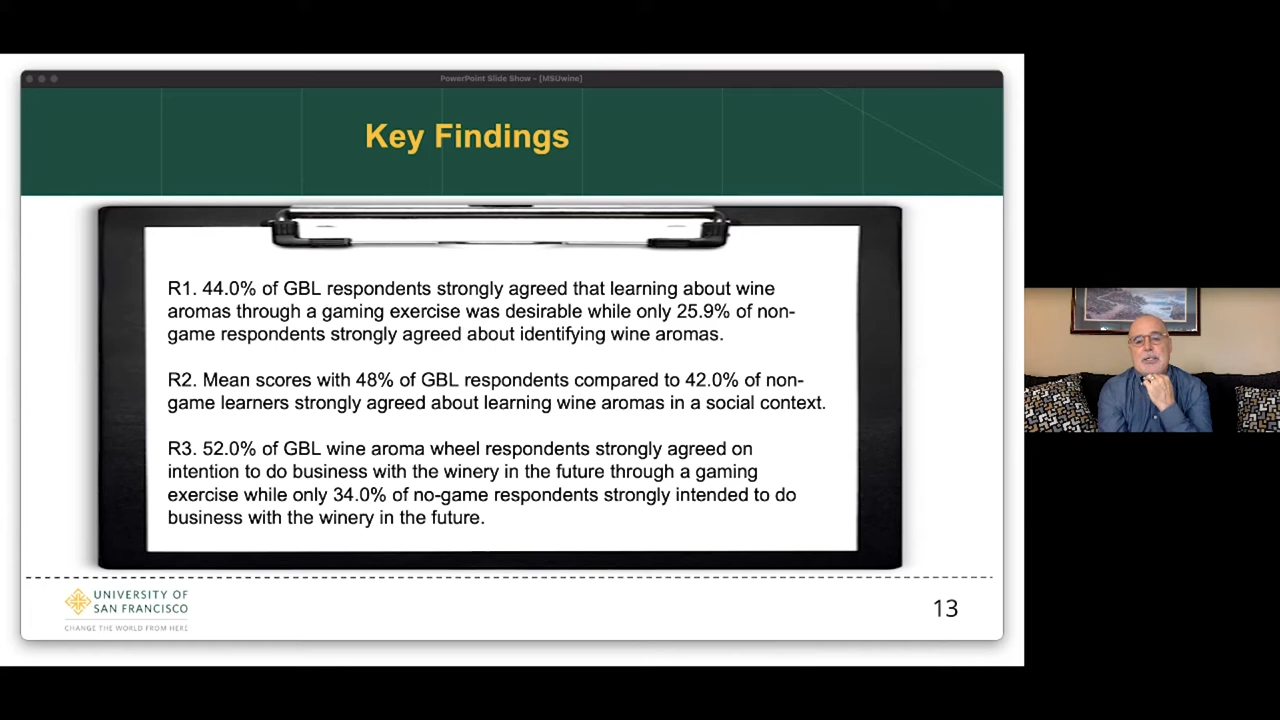 PowerPoint Slide Show - [MSUwine]
Key Findings
R1. 44.0% of GBL respondents strongly agreed that learning about wine
aromas through a gaming exercise was desirable while only 25.9% of non-
game respondents strongly agreed about identifying wine aromas.
R2. Mean scores with 48% of GBL respondents compared to 42.0% of non-
game learners strongly agreed about learning wine aromas in a social context.
R3. 52.0% of GBL wine aroma wheel respondents strongly agreed on
intention to do business with the winery in the future through a gaming
exercise while only 34.0% of no-game respondents strongly intended to do
business with the winery in the future.
UNIVERSITY OF
SAN FRANCISCO
CHANGE THE WORLD FROM HERE
13